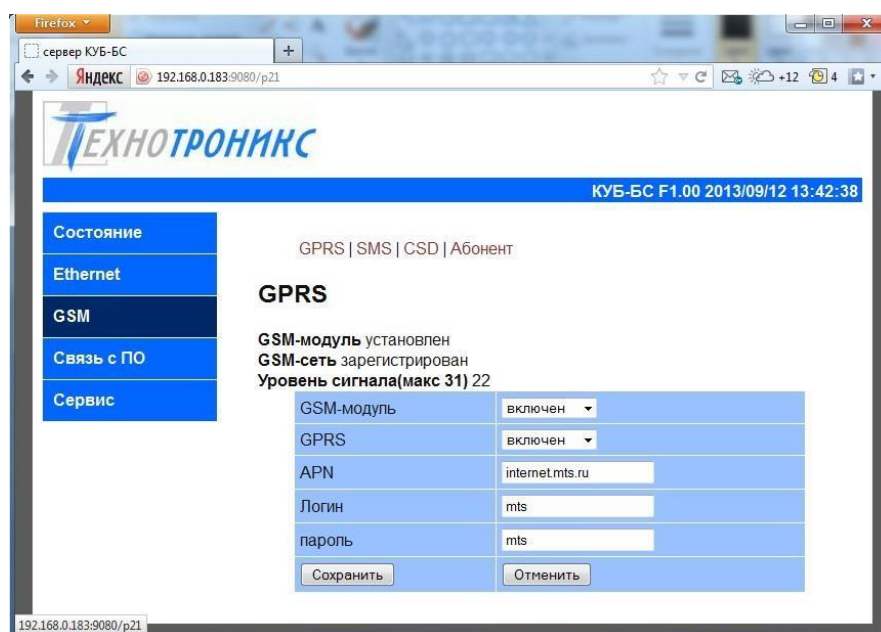 Firefox
сервер КУБ-БС
+
Яндекс 192.168.0.183:9080/p21 +12 4
ТЕХНОТРОНИКС
КУБ-БС F1.00 2013/09/12 13:42:38
Состояние
Ethernet
GSM
Связь с ПО
Сервис
GPRS | SMS | CSD | Абонент
GPRS
GSM-модуль установлен
GSM-сеть зарегистрирован
Уровень сигнала(макс 31) 22
GSM-модуль включен
GPRS включен
APN internet.mts.ru
Логин mts
пароль mts
Сохранить Отменить
192.168.0.183:9080/p21